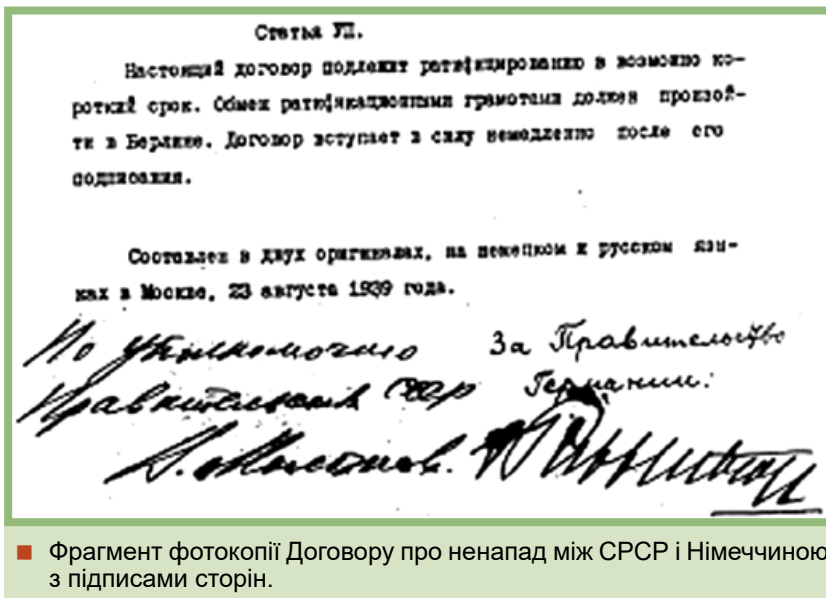 Статья УП.
Настоящий договор подлежит ратифицированию в возможно ко-
роткий срок. Обмен ратификационными грамотами должен произой-
ти в Берлине. Договор вступает в силу немедленно после его
подписания.
Составлен в двух оригиналах, на немецком и русском язы-
ках в Москве, 23 августа 1939 года.
По уполномочию
Правительства СССР
За Правительство
Германии:
В. Молотов.
■ Фрагмент фотокопії Договору про ненапад між СРСР і Німеччиною
з підписами сторін.